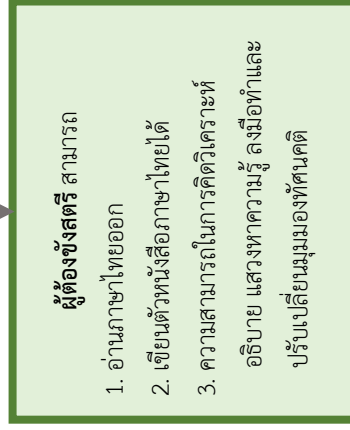 ผู้ต้องขังสตรี สามารถ
1. อ่านภาษาไทยออก
2. เขียนตัวหนังสือภาษาไทยได้
3. ความสามารถในการคิดวิเคราะห์
อธิบาย แสวงหาความรู้ ลงมือทำและ
ปรับเปลี่ยนมุมมองทัศนคติ